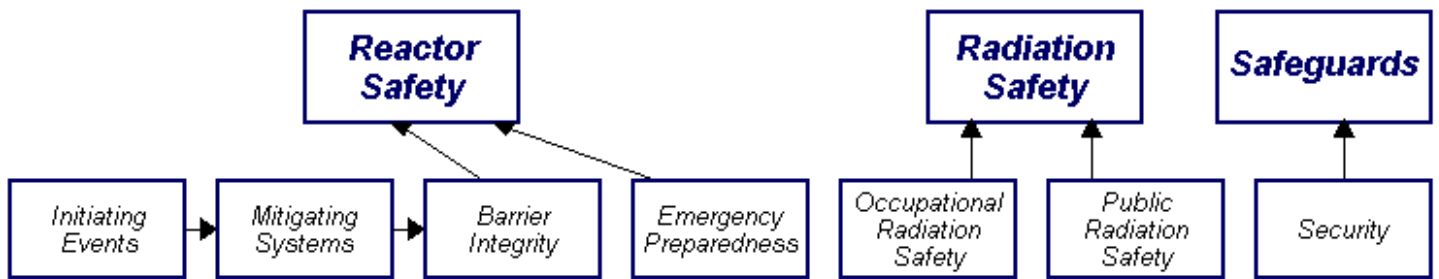 Reactor
Safety
Radiation
Safety
Safeguards
Initiating
Events
Mitigating
Systems
Barrier
Integrity
Emergency
Preparedness
Occupational
Radiation
Safety
Public
Radiation
Safety
Security